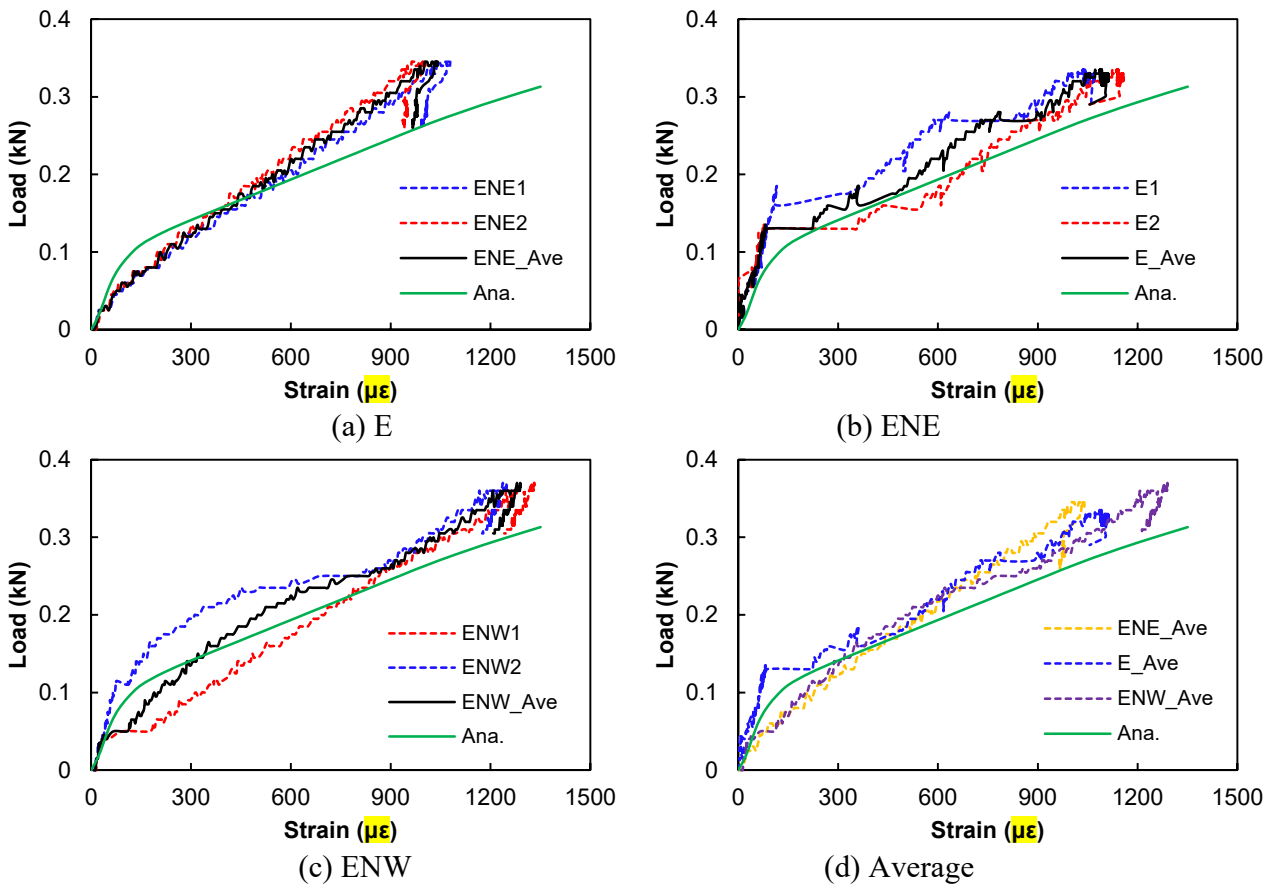 0.4
0.3
0.2
0.1
0
Load (kN)
ENE1
ENE2
ENE_Ave
Ana.
0 300 600 900 1200 1500
Strain (µε)
(a) E
0.4
0.3
0.2
0.1
0
Load (kN)
E1
E2
E_Ave
Ana.
0 300 600 900 1200 1500
Strain (µε)
(b) ENE
0.4
0.3
0.2
0.1
0
Load (kN)
ENW1
ENW2
ENW_Ave
Ana.
0 300 600 900 1200 1500
Strain (µε)
(c) ENW
0.4
0.3
0.2
0.1
0
Load (kN)
ENE_Ave
E_Ave
ENW_Ave
Ana.
0 300 600 900 1200 1500
Strain (µε)
(d) Average